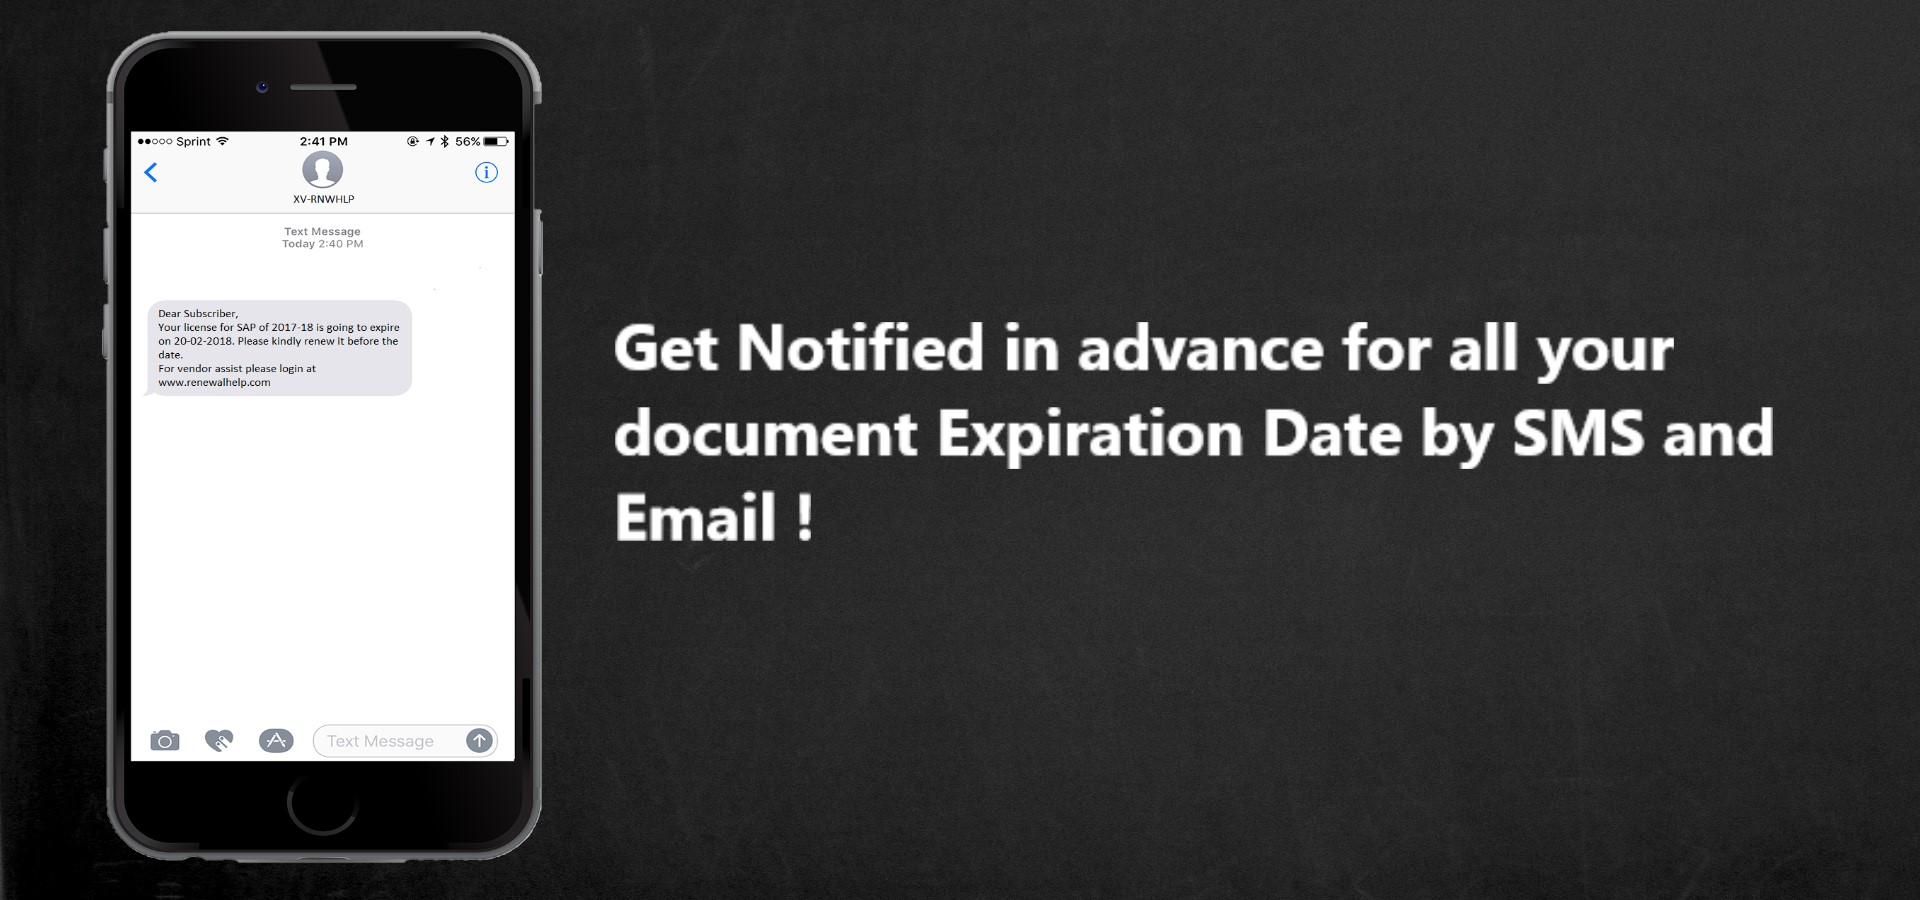 Sprint 2:41 PM 56%
XV-RNWHLP
Text Message
Today 2:40 PM
Dear Subscriber,
Your license for SAP of 2017-18 is going to expire
on 20-02-2018. Please kindly renew it before the
date.
For vendor assist please login at
www.renewalhelp.com
Text Message
Get Notified in advance for all your
document Expiration Date by SMS and
Email !